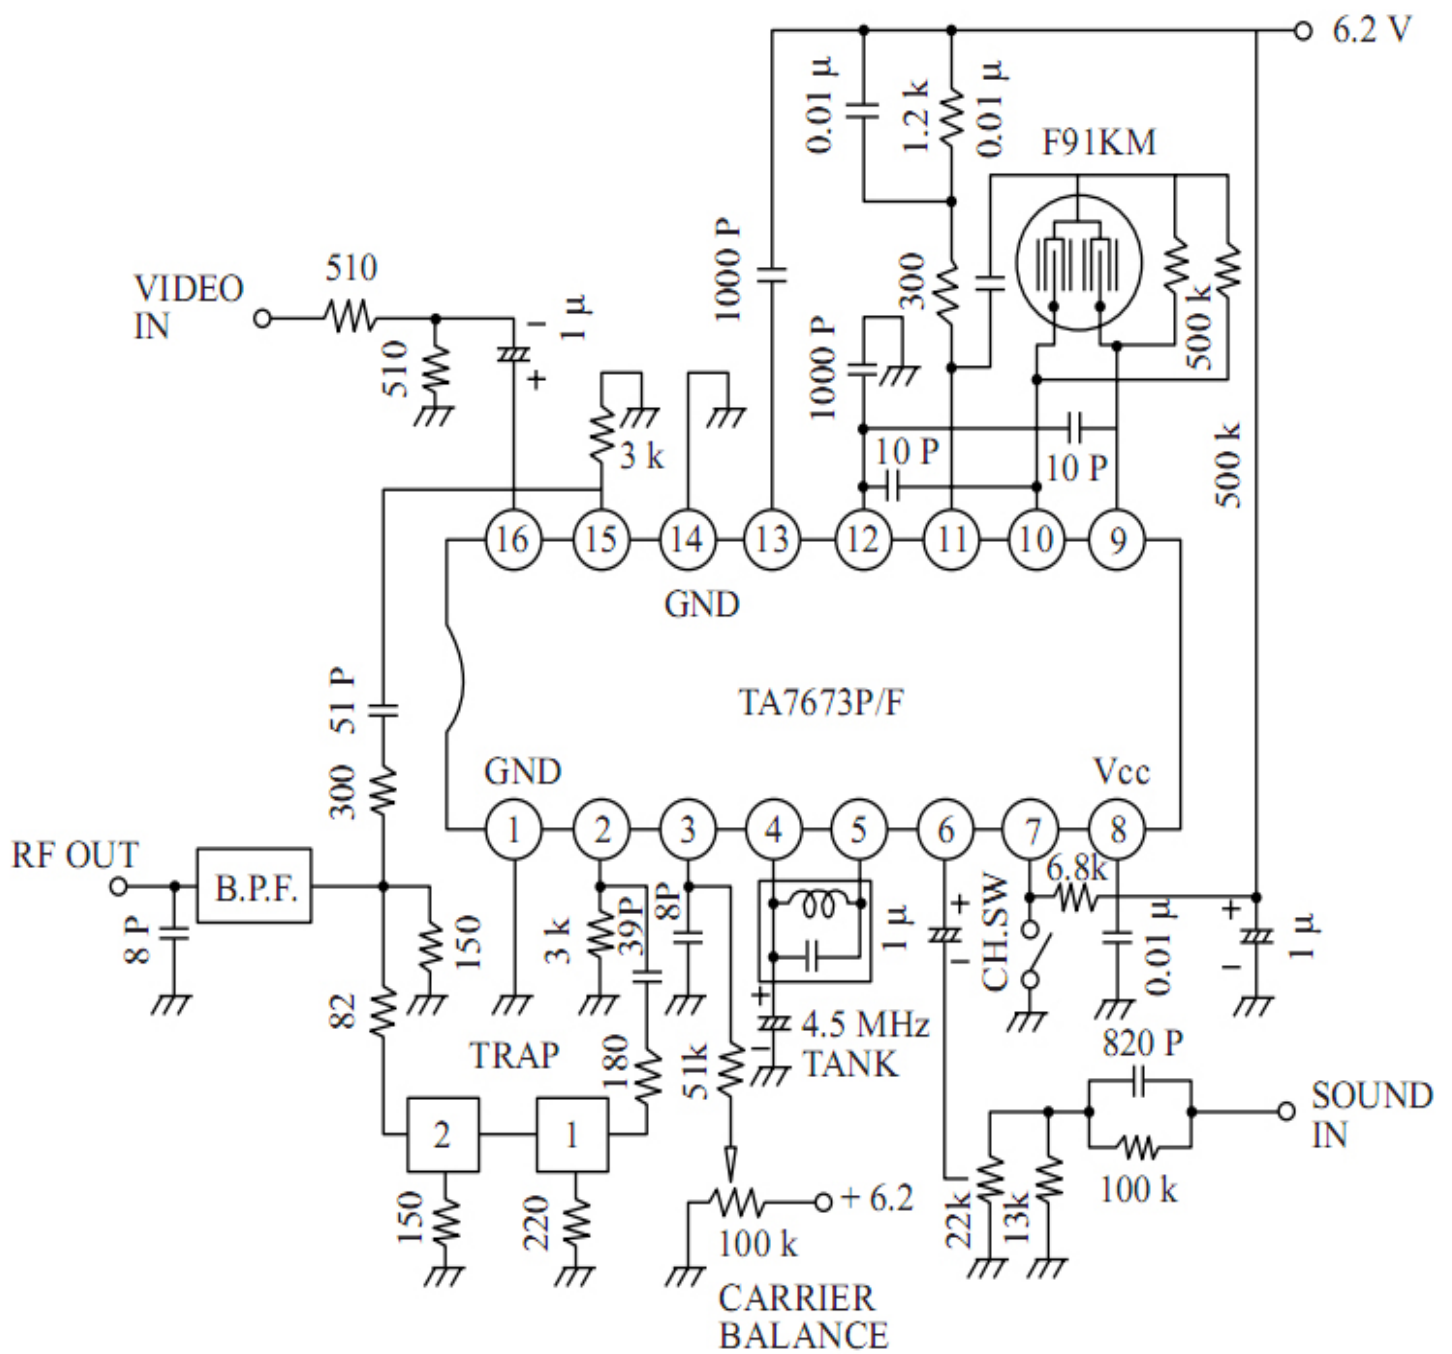 6.2 V
0.01 μ
1.2 k
0.01 μ
F91KM
1000 P
300
500 k
500 k
VIDEO
IN
510
510
-
1 μ
+
1000 P
3 k
10 P
10 P
16
15
14
13
12
11
10
9
GND
TA7673P/F
51 P
300
GND
Vcc
1
2
3
4
5
6
7
8
RF OUT
B.P.F.
8 P
150
82
3 k
39P
8P
1 μ
+
-
CH.SW
6.8k
0.01 μ
+
-
1 μ
+
-
4.5 MHz
TANK
TRAP
180
51k
820 P
SOUND
IN
2
1
150
220
100 k
+ 6.2
22k
13k
100 k
CARRIER
BALANCE